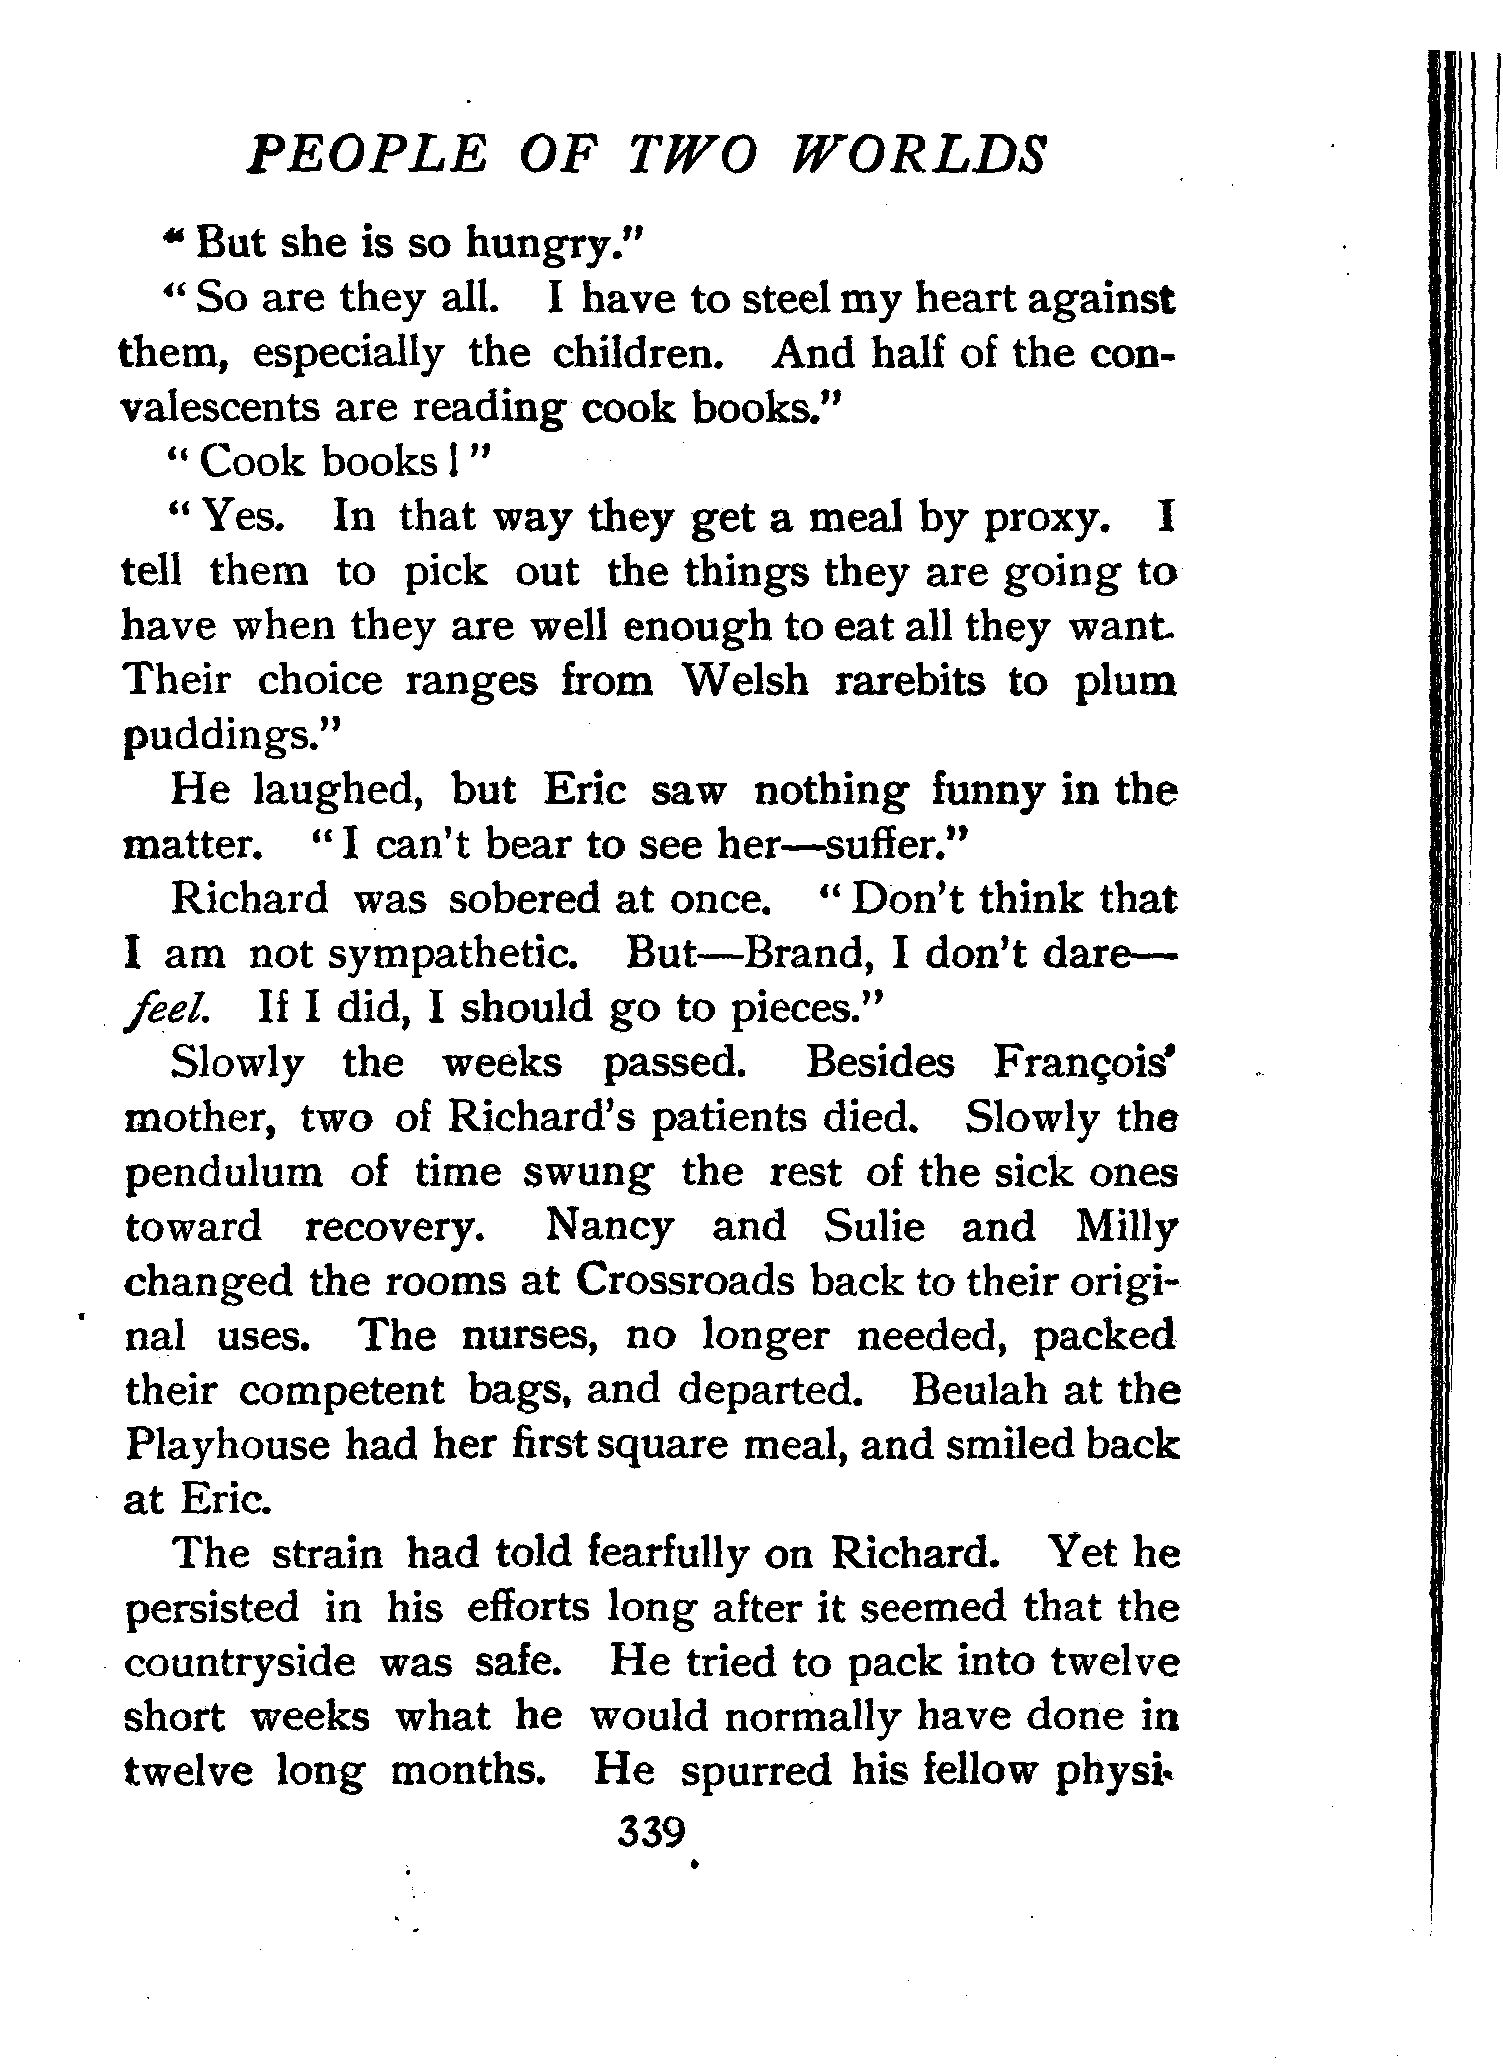 PEOPLE OF TWO WORLDS
"But she is so hungry."
"So are they all. I have to steel my heart against
them, especially the children. And half of the con-
valescents are reading cook books."
"Cook books!"
"Yes. In that way they get a meal by proxy. I
tell them to pick out the things they are going to
have when they are well enough to eat all they want.
Their choice ranges from Welsh rarebits to plum
puddings."
He laughed, but Eric saw nothing funny in the
matter. "I can't bear to see her—suffer."
Richard was sobered at once. "Don't think that
I am not sympathetic. But—Brand, I don't dare—
feel. If I did, I should go to pieces."
Slowly the weeks passed. Besides François'
mother, two of Richard's patients died. Slowly the
pendulum of time swung the rest of the sick ones
toward recovery. Nancy and Sulie and Milly
changed the rooms at Crossroads back to their origi-
nal uses. The nurses, no longer needed, packed
their competent bags, and departed. Beulah at the
Playhouse had her first square meal, and smiled back
at Eric.
The strain had told fearfully on Richard. Yet he
persisted in his efforts long after it seemed that the
countryside was safe. He tried to pack into twelve
short weeks what he would normally have done in
twelve long months. He spurred his fellow physi-
339